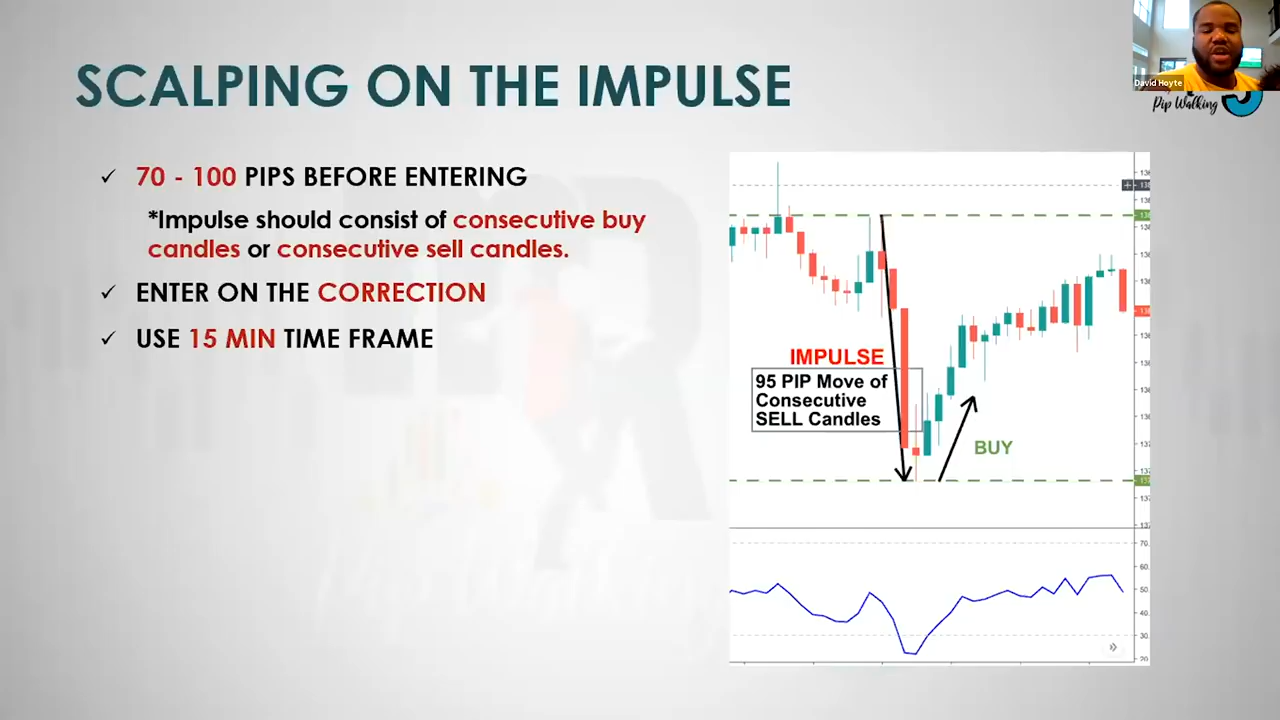 SCALPING ON THE IMPULSE
David Hoyte
Pip Walking
✓ 70 - 100 PIPS BEFORE ENTERING
*Impulse should consist of consecutive buy
candles or consecutive sell candles.
✓ ENTER ON THE CORRECTION
✓ USE 15 MIN TIME FRAME
IMPULSE
95 PIP Move of
Consecutive
SELL Candles
BUY
70.
60.
50.
40.
30.
20.